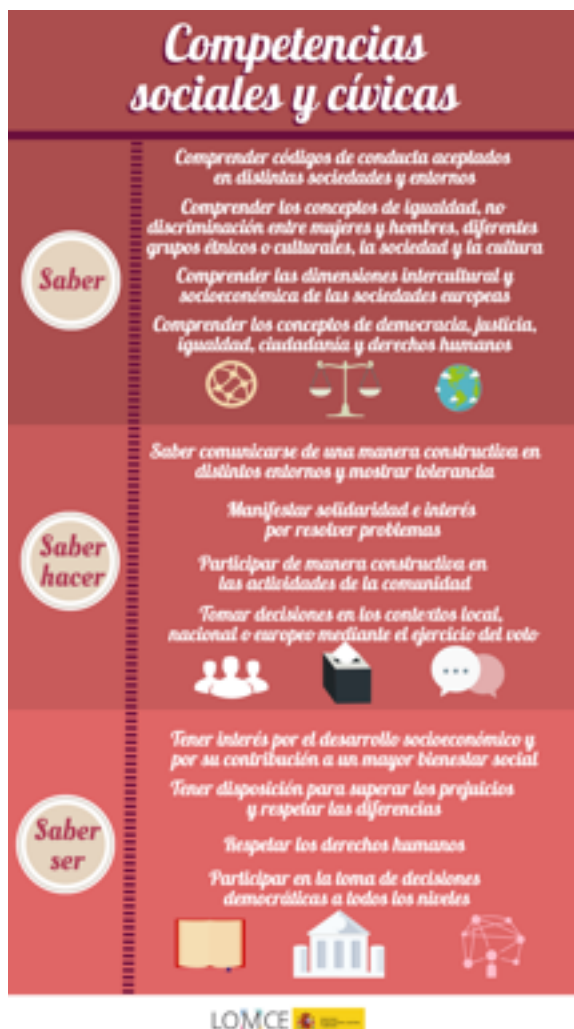 Competencias
sociales y cívicas
Comprender códigos de conducta aceptados
en distintas sociedades y entornos
Comprender los conceptos de igualdad, no
discriminación entre mujeres y hombres, diferentes
grupos étnicos o culturales, la sociedad y la cultura
Saber
Comprender las dimensiones intercultural y
socioeconómica de las sociedades europeas
Comprender los conceptos de democracia, justicia,
igualdad, ciudadanía y derechos humanos
Saber comunicarse de una manera constructiva en
distintos entornos y mostrar tolerancia
Manifestar solidaridad e interés
por resolver problemas
Saber
hacer
Participar de manera constructiva en
las actividades de la comunidad
Tomar decisiones en los contextos local,
nacional o europeo mediante el ejercicio del voto
Tener interés por el desarrollo socioeconómico y
por su contribución a un mayor bienestar social
Tener disposición para superar los prejuicios
y respetar las diferencias
Saber
ser
Respetar los derechos humanos
Participar en la toma de decisiones
democráticas a todos los niveles
LOMCE